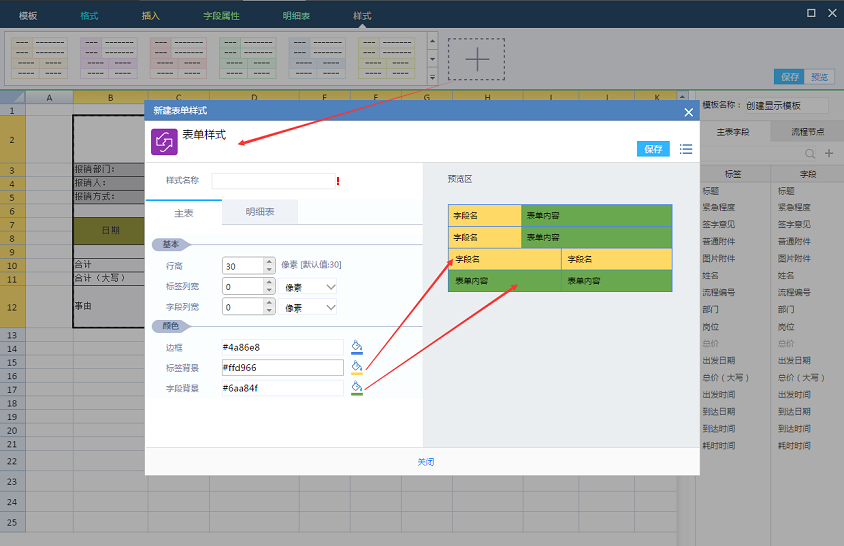 模板 格式 插入 字段属性 明细表 样式
保存 预览
A B C D E F G H I J K
模板名称: 创建显示模板
新建表单样式
表单样式
保存
主表字段 流程节点
标签 字段
1
2
3 报销部门:
4 报销人:
5 报销方式:
6
7
8
日期
9
10 合计
11 合计（大写）
12 事由
13
14
15
16
17
18
19
20
21
22
23
24
25
样式名称 !
主表 明细表
基本
行高 30 像素 [默认值:30]
标签列宽 0 像素
字段列宽 0 像素
颜色
边框 #4a86e8
标签背景 #ffd966
字段背景 #6aa84f
预览区
字段名 表单内容
字段名 表单内容
字段名 字段名
表单内容 表单内容
关闭
标题 标题
紧急程度 紧急程度
签字意见 签字意见
普通附件 普通附件
图片附件 图片附件
姓名 姓名
流程编号 流程编号
部门 部门
岗位 岗位
总价 总价
出发日期 出发日期
总价（大写） 总价（大写）
出发时间 出发时间
到达日期 到达日期
到达时间 到达时间
耗时时间 耗时时间